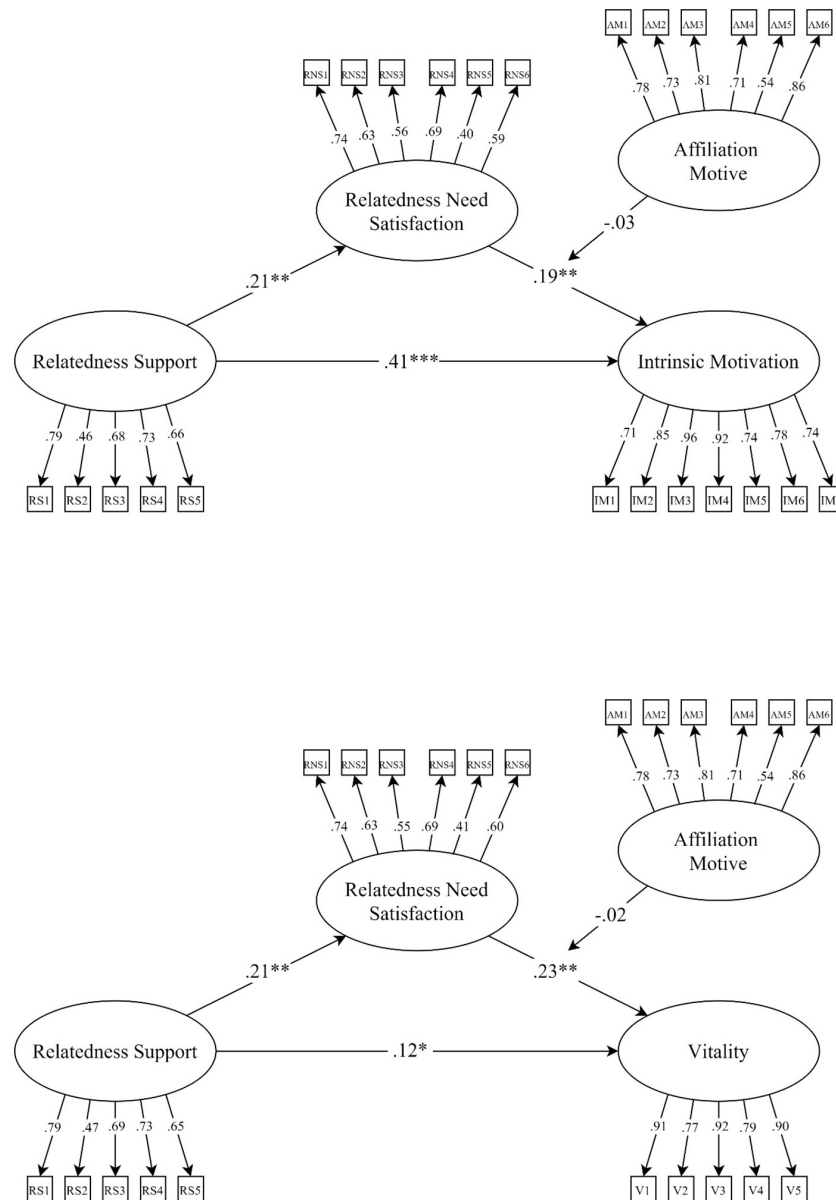 AM1 AM2 AM3 AM4 AM5 AM6
RNS1 RNS2 RNS3 RNS4 RNS5 RNS6
.78 .73 .81 .71 .54 .86
.74 .63 .56 .69 .40 .59
Affiliation
Motive
Relatedness Need
Satisfaction
-.03
.21**
.19**
Relatedness Support
.41***
Intrinsic Motivation
.79 .46 .68 .73 .66
.71 .85 .96 .92 .74 .78 .74
RS1 RS2 RS3 RS4 RS5
IM1 IM2 IM3 IM4 IM5 IM6 IM
AM1 AM2 AM3 AM4 AM5 AM6
RNS1 RNS2 RNS3 RNS4 RNS5 RNS6
.78 .73 .81 .71 .54 .86
.74 .63 .55 .69 .41 .60
Affiliation
Motive
Relatedness Need
Satisfaction
-.02
.21**
.23**
Relatedness Support
.12*
Vitality
.79 .47 .69 .73 .65
.91 .77 .92 .79 .90
RS1 RS2 RS3 RS4 RS5
V1 V2 V3 V4 V5